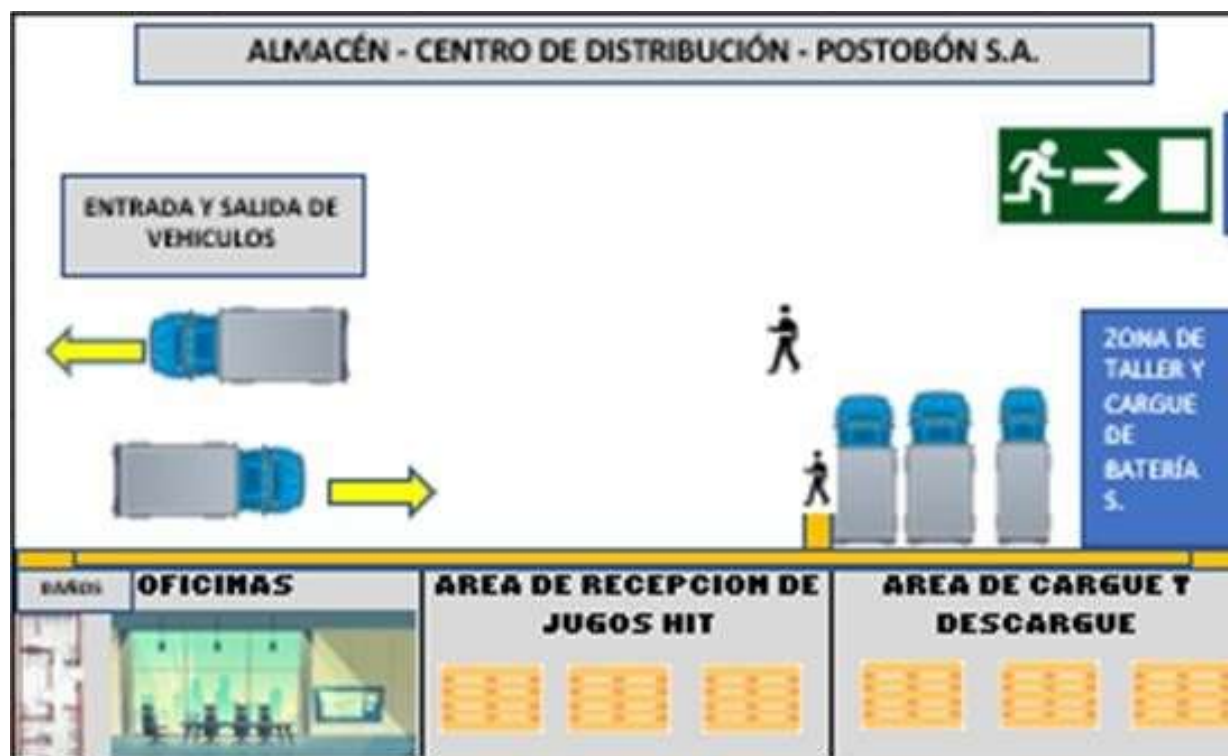 ALMACÉN - CENTRO DE DISTRIBUCIÓN - POSTOBÓN S.A.
ENTRADA Y SALIDA DE
VEHICULOS
ZONA DE
TALLER Y
CARGUE
DE
BATERÍA
S.
BAÑOS
OFICINAS
AREA DE RECEPCION DE
JUGOS HIT
AREA DE CARGUE Y
DESCARGUE